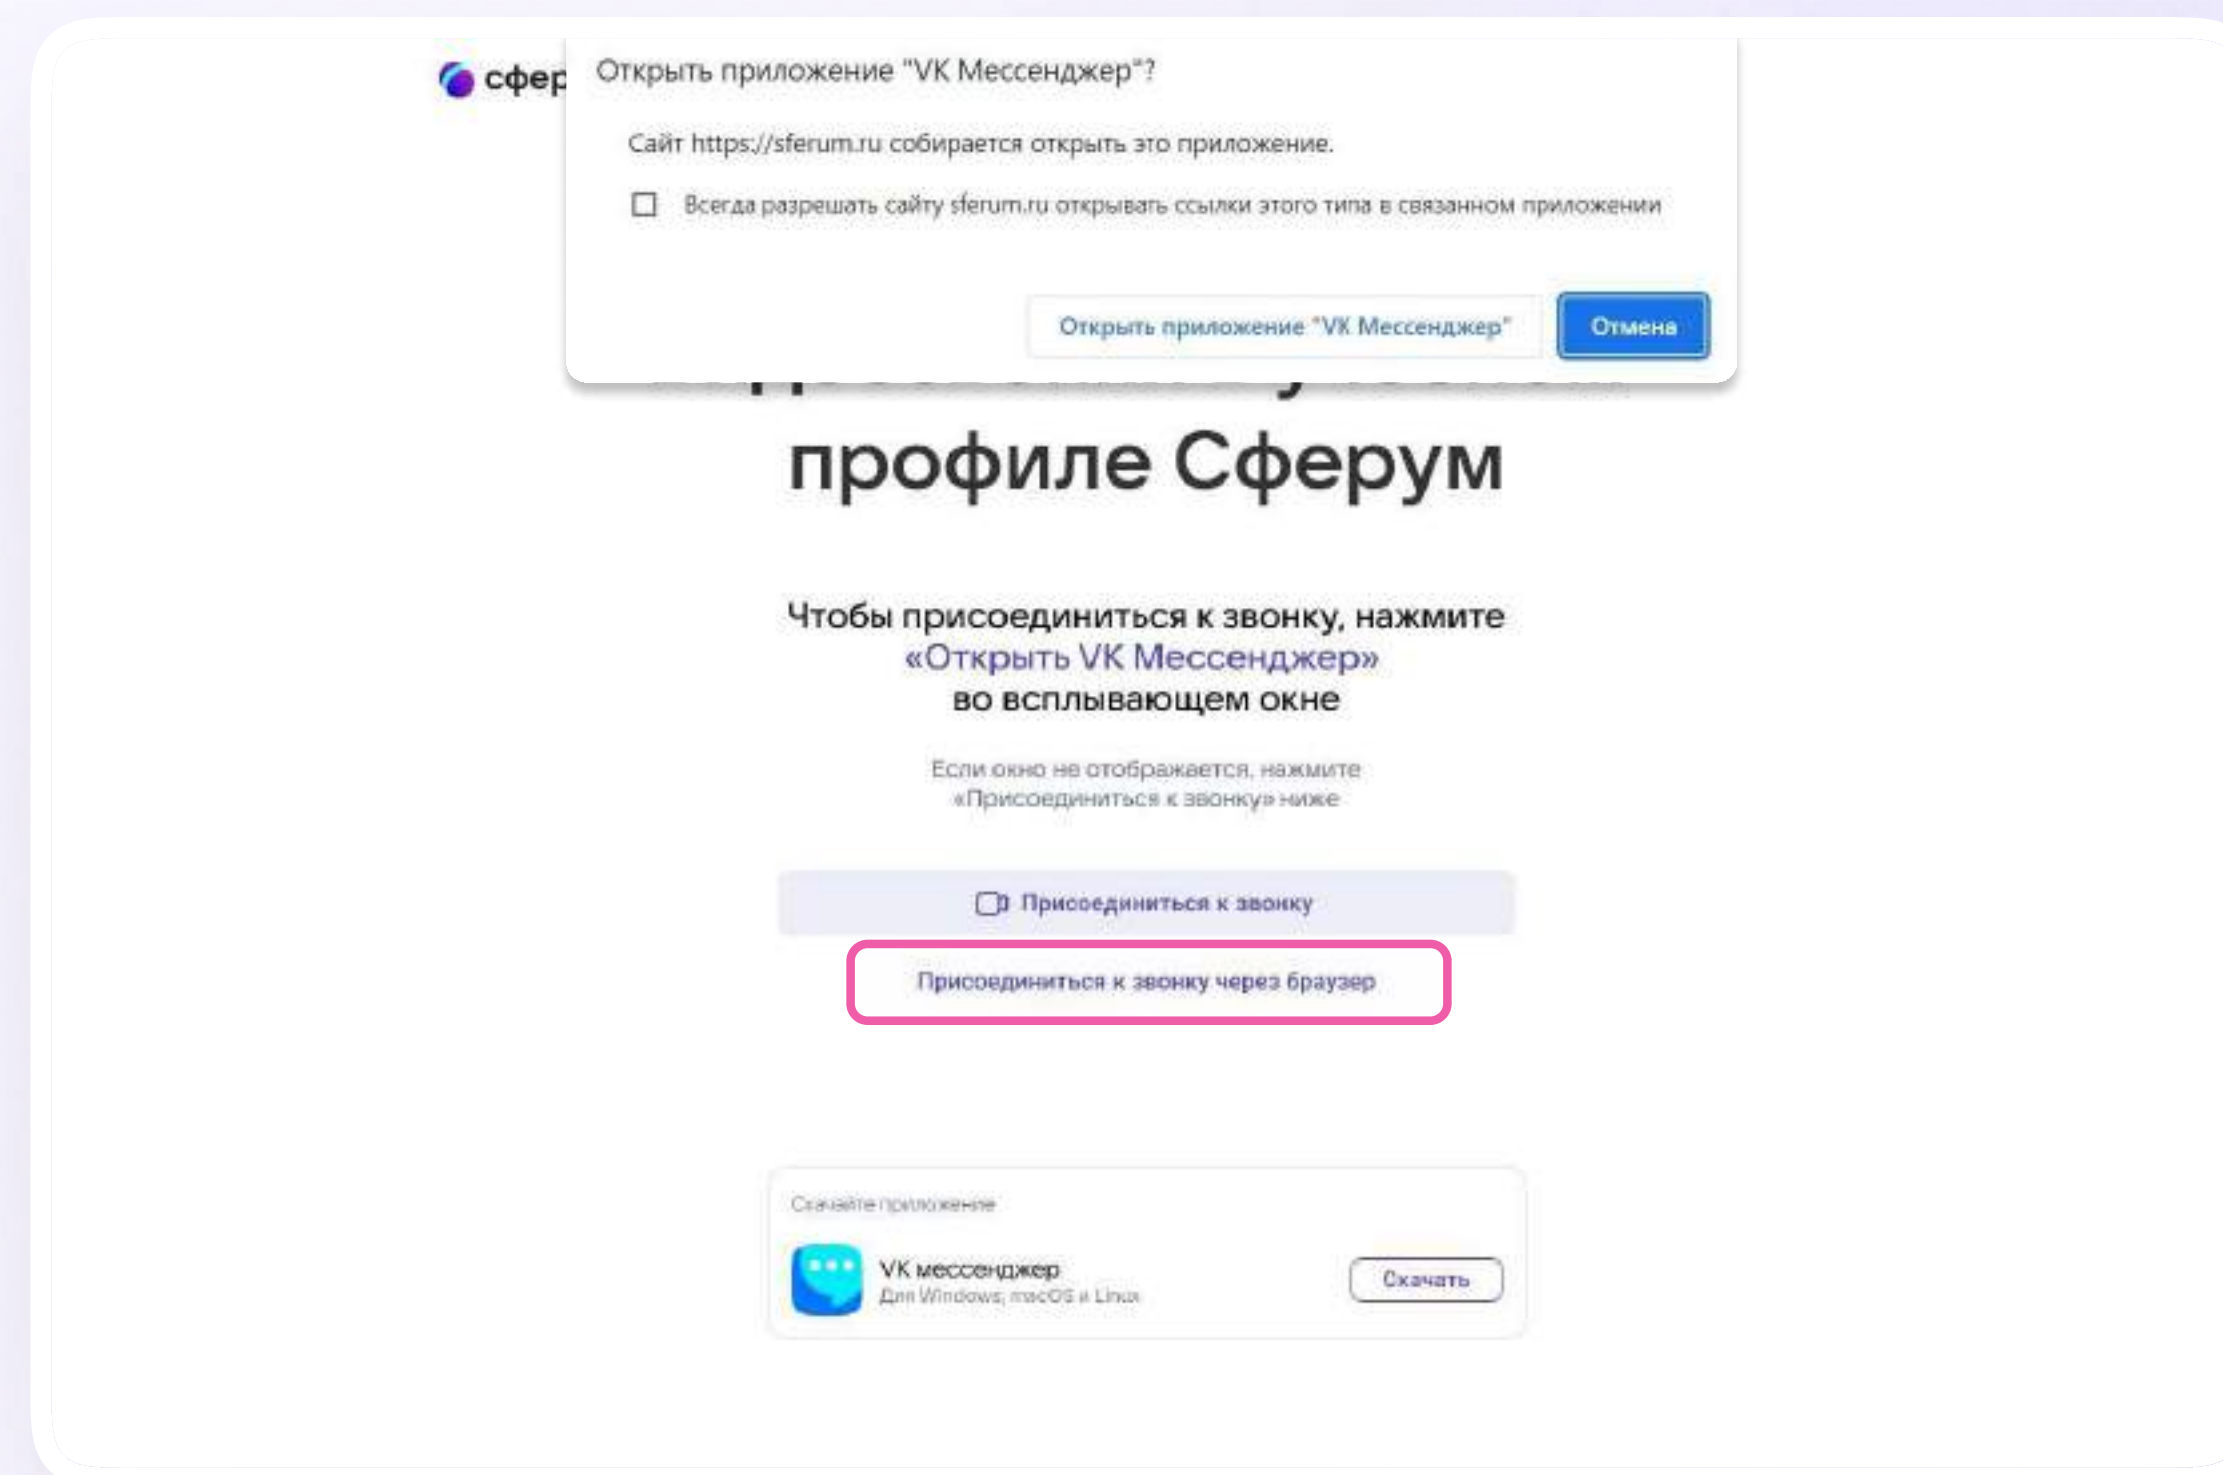 сфер
Открыть приложение "VK Мессенджер"?
Сайт https://sferum.ru собирается открыть это приложение.
Всегда разрешать сайту sferum.ru открывать ссылки этого типа в связанном приложении
Открыть приложение "VK Мессенджер"
Отмена
профиле Сферум
Чтобы присоединиться к звонку, нажмите
«Открыть VK Мессенджер»
во всплывающем окне
Если окно не отображается, нажмите
«Присоединиться к звонку» ниже
Присоединиться к звонку
Присоединиться к звонку через браузер
Скачайте приложение
VK мессенджер
Для Windows, macOS и Linux
Скачать